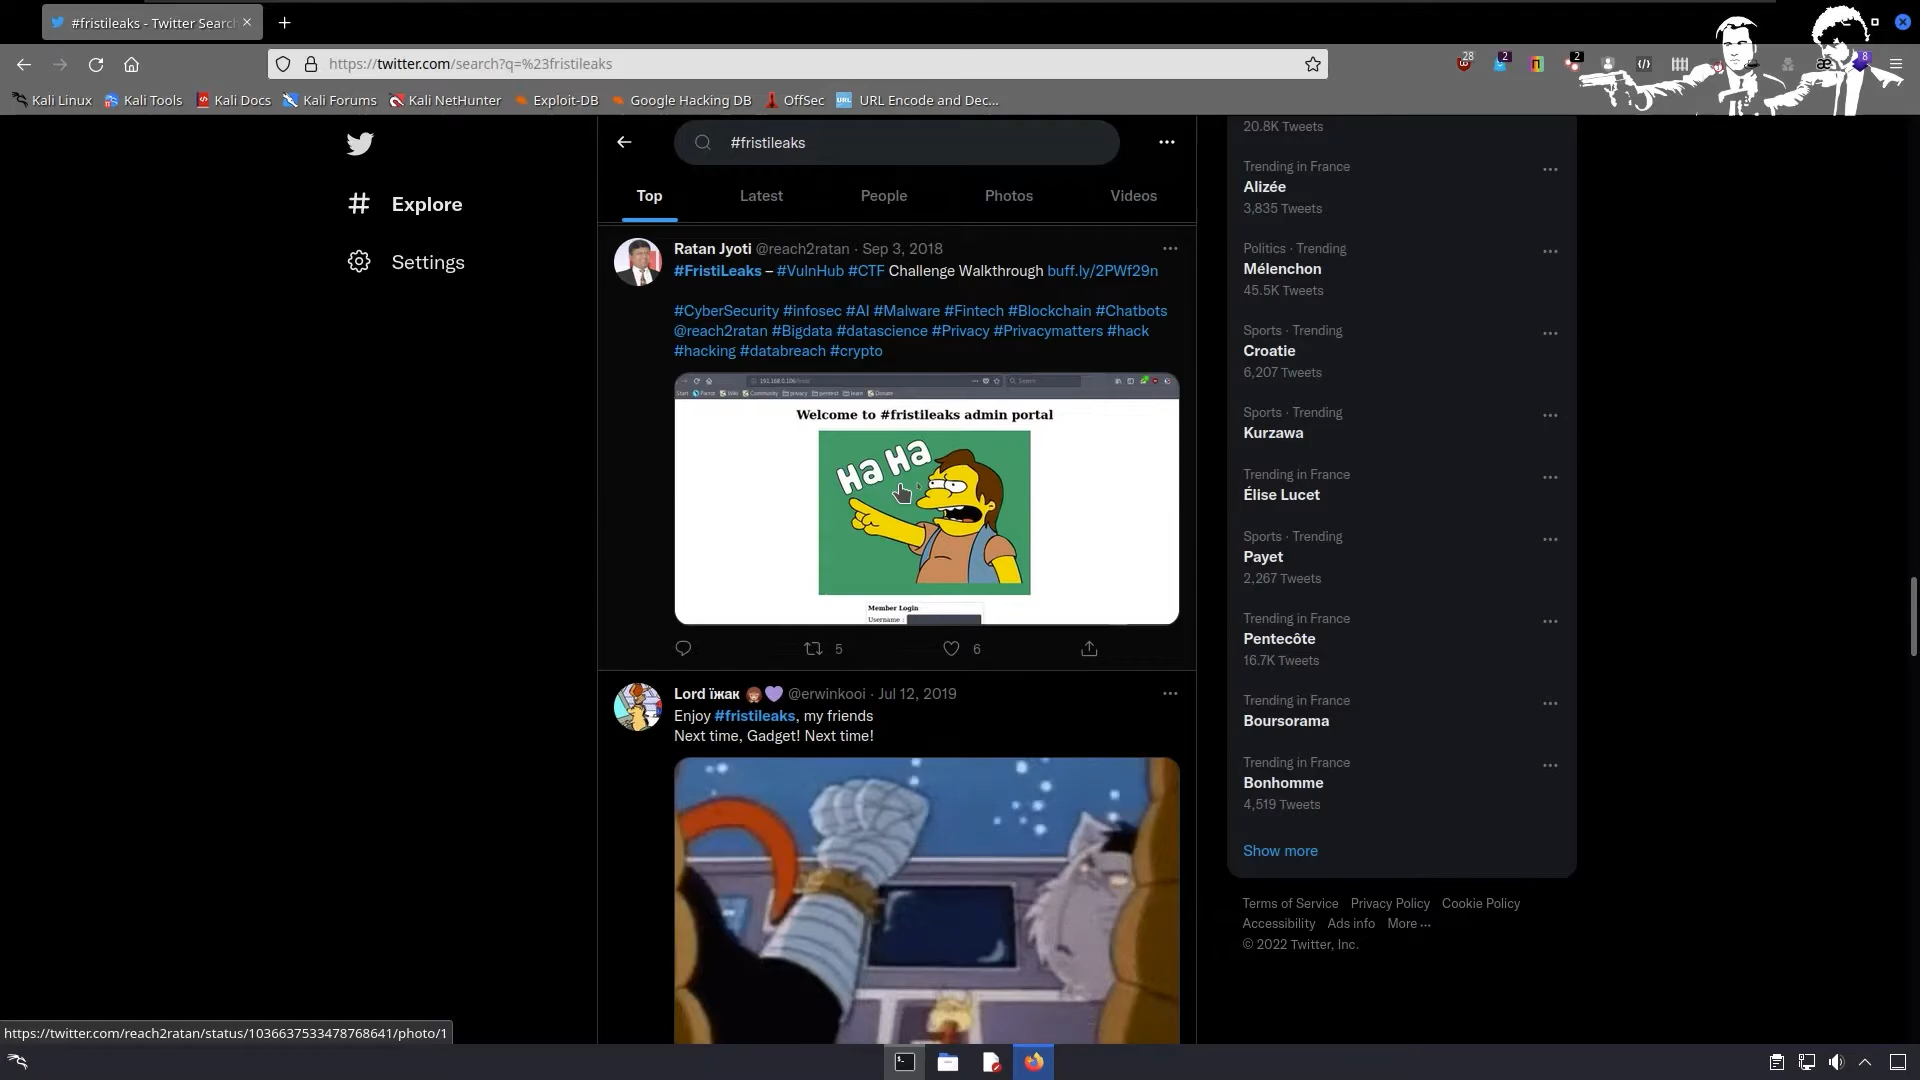 #fristileaks - Twitter Searc
https://twitter.com/search?q=%23fristileaks
28
2
2
8
Kali Linux
Kali Tools
Kali Docs
Kali Forums
Kali NetHunter
Exploit-DB
Google Hacking DB
OffSec
URL Encode and Dec...
Explore
Settings
#fristileaks
Top
Latest
People
Photos
Videos
Ratan Jyoti @reach2ratan · Sep 3, 2018
#FristiLeaks – #VulnHub #CTF Challenge Walkthrough buff.ly/2PWf29n
#CyberSecurity #infosec #AI #Malware #Fintech #Blockchain #Chatbots
@reach2ratan #Bigdata #datascience #Privacy #Privacymatters #hack
#hacking #databreach #crypto
Welcome to #fristileaks admin portal
Ha Ha
Member Login
Username :
5
6
Lord їжак @erwinkooi · Jul 12, 2019
Enjoy #fristileaks, my friends
Next time, Gadget! Next time!
20.8K Tweets
Trending in France
Alizée
3,835 Tweets
Politics · Trending
Mélenchon
45.5K Tweets
Sports · Trending
Croatie
6,207 Tweets
Sports · Trending
Kurzawa
Trending in France
Élise Lucet
Sports · Trending
Payet
2,267 Tweets
Trending in France
Pentecôte
16.7K Tweets
Trending in France
Boursorama
Trending in France
Bonhomme
4,519 Tweets
Show more
Terms of Service Privacy Policy Cookie Policy
Accessibility Ads info More ···
© 2022 Twitter, Inc.
https://twitter.com/reach2ratan/status/1036637533478768641/photo/1